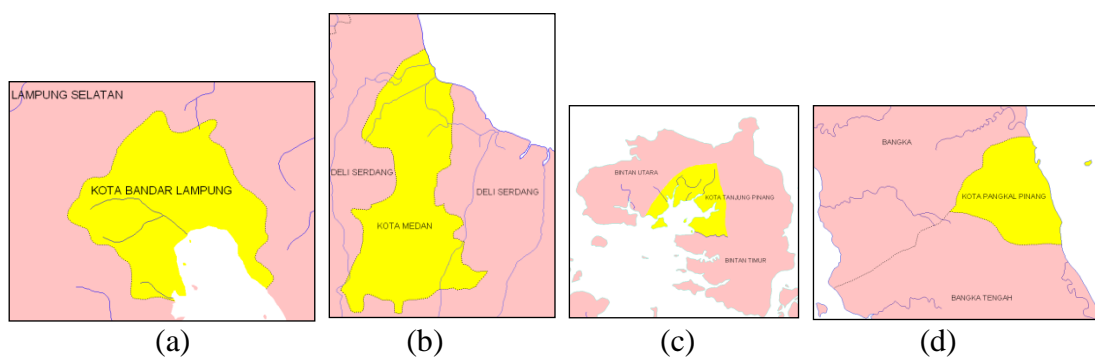 LAMPUNG SELATAN
KOTA BANDAR LAMPUNG
(a)
DELI SERDANG
DELI SERDANG
KOTA MEDAN
(b)
BINTAN UTARA
KOTA TANJUNG PINANG
BINTAN TIMUR
(c)
BANGKA
KOTA PANGKAL PINANG
BANGKA TENGAH
(d)